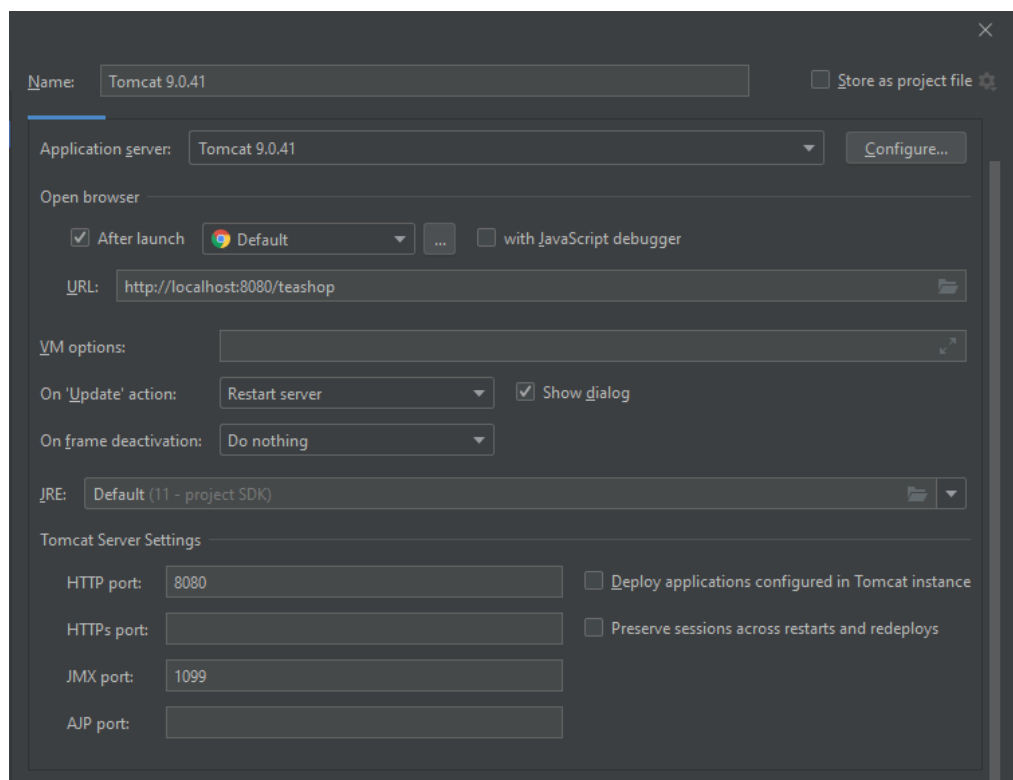 Name: Tomcat 9.0.41 Store as project file
Application server: Tomcat 9.0.41 Configure...
Open browser
After launch Default ... with JavaScript debugger
URL: http://localhost:8080/teashop
VM options:
On 'Update' action: Restart server Show dialog
On frame deactivation: Do nothing
JRE: Default (11 - project SDK)
Tomcat Server Settings
HTTP port: 8080 Deploy applications configured in Tomcat instance
HTTPs port: Preserve sessions across restarts and redeploys
JMX port: 1099
AJP port: